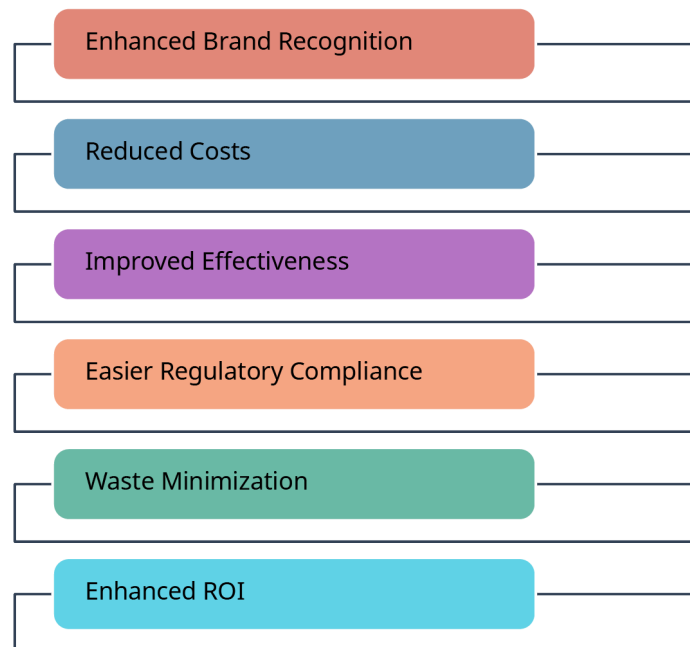 Enhanced Brand Recognition
Reduced Costs
Improved Effectiveness
Easier Regulatory Compliance
Waste Minimization
Enhanced ROI